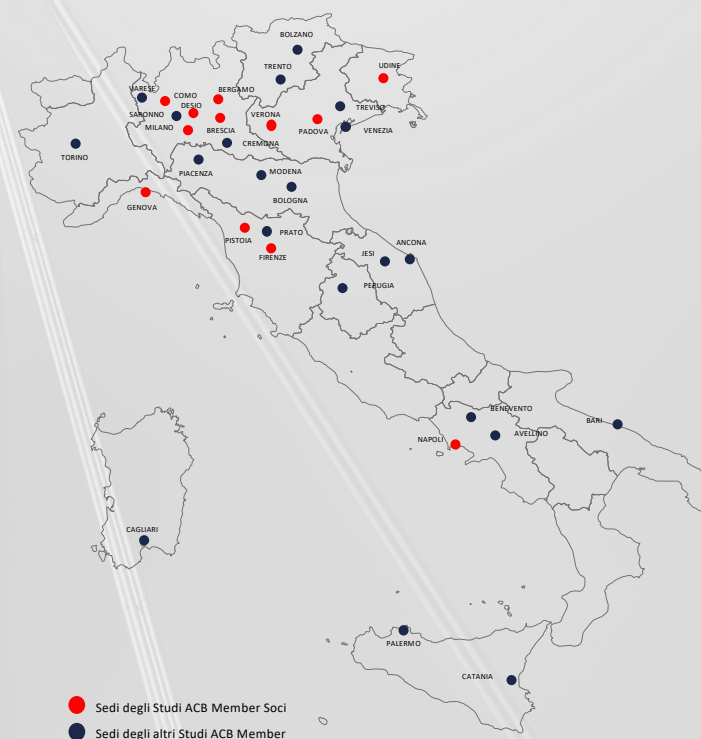 BOLZANO
TRENTO
UDINE
VARESE
COMO
BERGAMO
DESIO
SARONNO
MILANO
BRESCIA
VERONA
TREVISO
PADOVA
VENEZIA
CREMONA
TORINO
PIACENZA
MODENA
BOLOGNA
GENOVA
PISTOIA
PRATO
FIRENZE
ANCONA
JESI
PERUGIA
BENEVENTO
BARI
NAPOLI
AVELLINO
CAGLIARI
PALERMO
CATANIA
Sedi degli Studi ACB Member Soci
Sedi degli altri Studi ACB Member